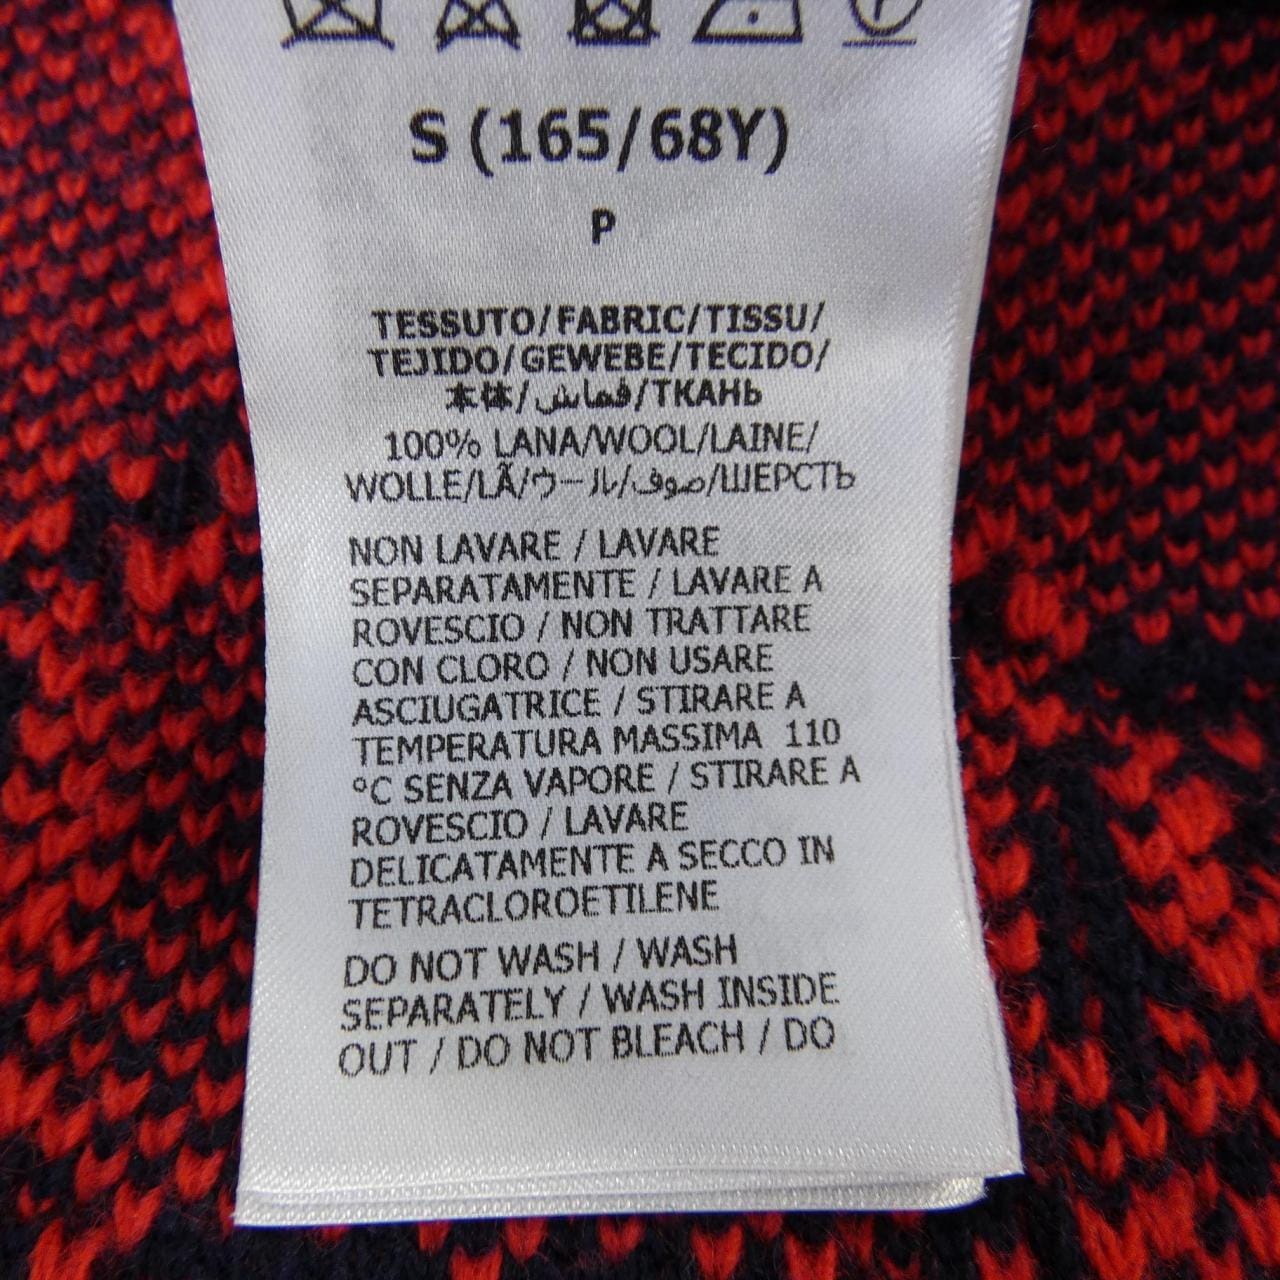 S (165/68Y)
P
TESSUTO/FABRIC/TISSU/
TEJIDO/GEWEBE/TECIDO/
本体/قماش/ТКАНЬ
100% LANA/WOOL/LAINE/
WOLLE/LÃ/ウール/صوف/ШЕРСТЬ
NON LAVARE / LAVARE
SEPARATAMENTE / LAVARE A
ROVESCIO / NON TRATTARE
CON CLORO / NON USARE
ASCIUGATRICE / STIRARE A
TEMPERATURA MASSIMA 110
°C SENZA VAPORE / STIRARE A
ROVESCIO / LAVARE
DELICATAMENTE A SECCO IN
TETRACLOROETILENE
DO NOT WASH / WASH
SEPARATELY / WASH INSIDE
OUT / DO NOT BLEACH / DO